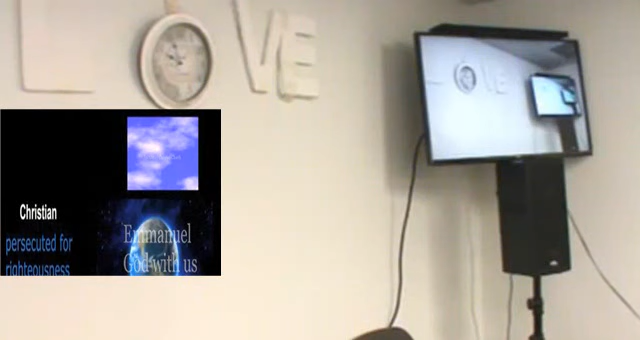 LOVE
Christian
persecuted for
righteousness
Emmanuel
God with us